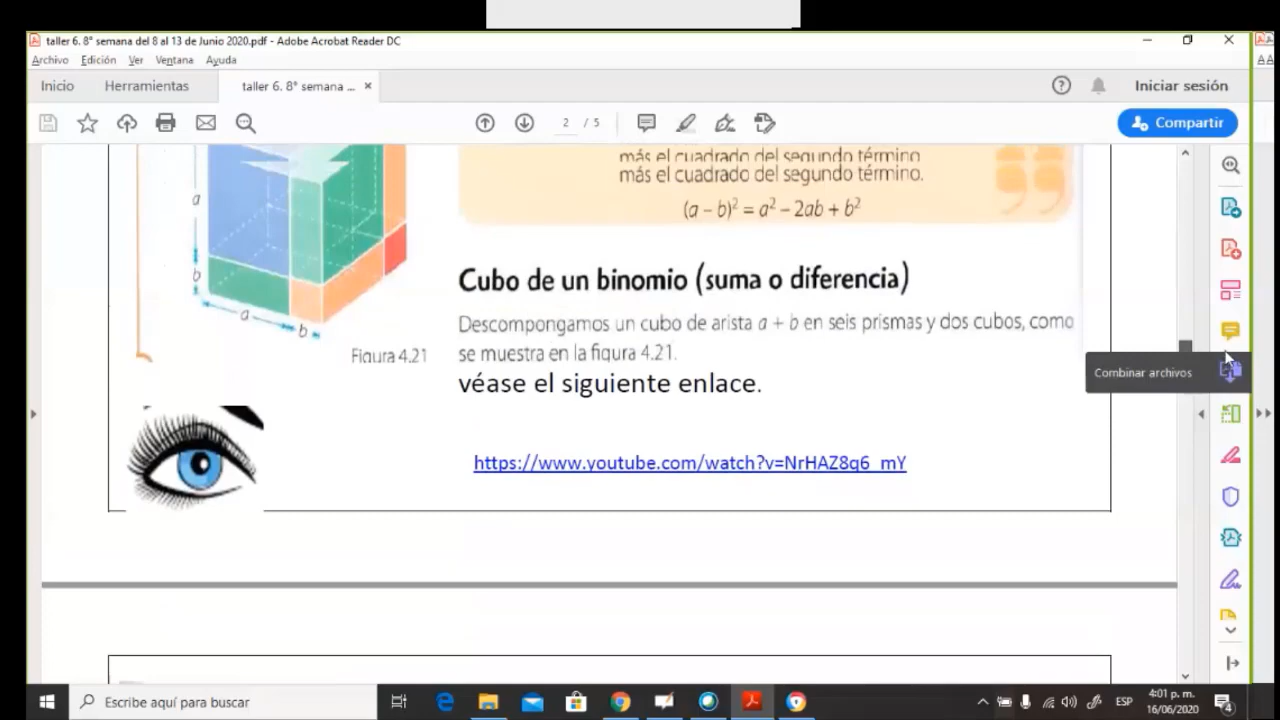 taller 6. 8° semana del 8 al 13 de Junio 2020.pdf - Adobe Acrobat Reader DC
Archivo Edición Ver Ventana Ayuda
Inicio Herramientas taller 6. 8° semana ... × Iniciar sesión
2 / 5 Compartir
más el cuadrado del segundo término
más el cuadrado del segundo término.
(a – b)² = a² – 2ab + b²
a
b
a
b
Figura 4.21
Cubo de un binomio (suma o diferencia)
Descompongamos un cubo de arista a + b en seis prismas y dos cubos, como
se muestra en la figura 4.21.
véase el siguiente enlace.
Combinar archivos
https://www.youtube.com/watch?v=NrHAZ8q6_mY
Escribe aquí para buscar
ESP
4:01 p. m.
16/06/2020
4